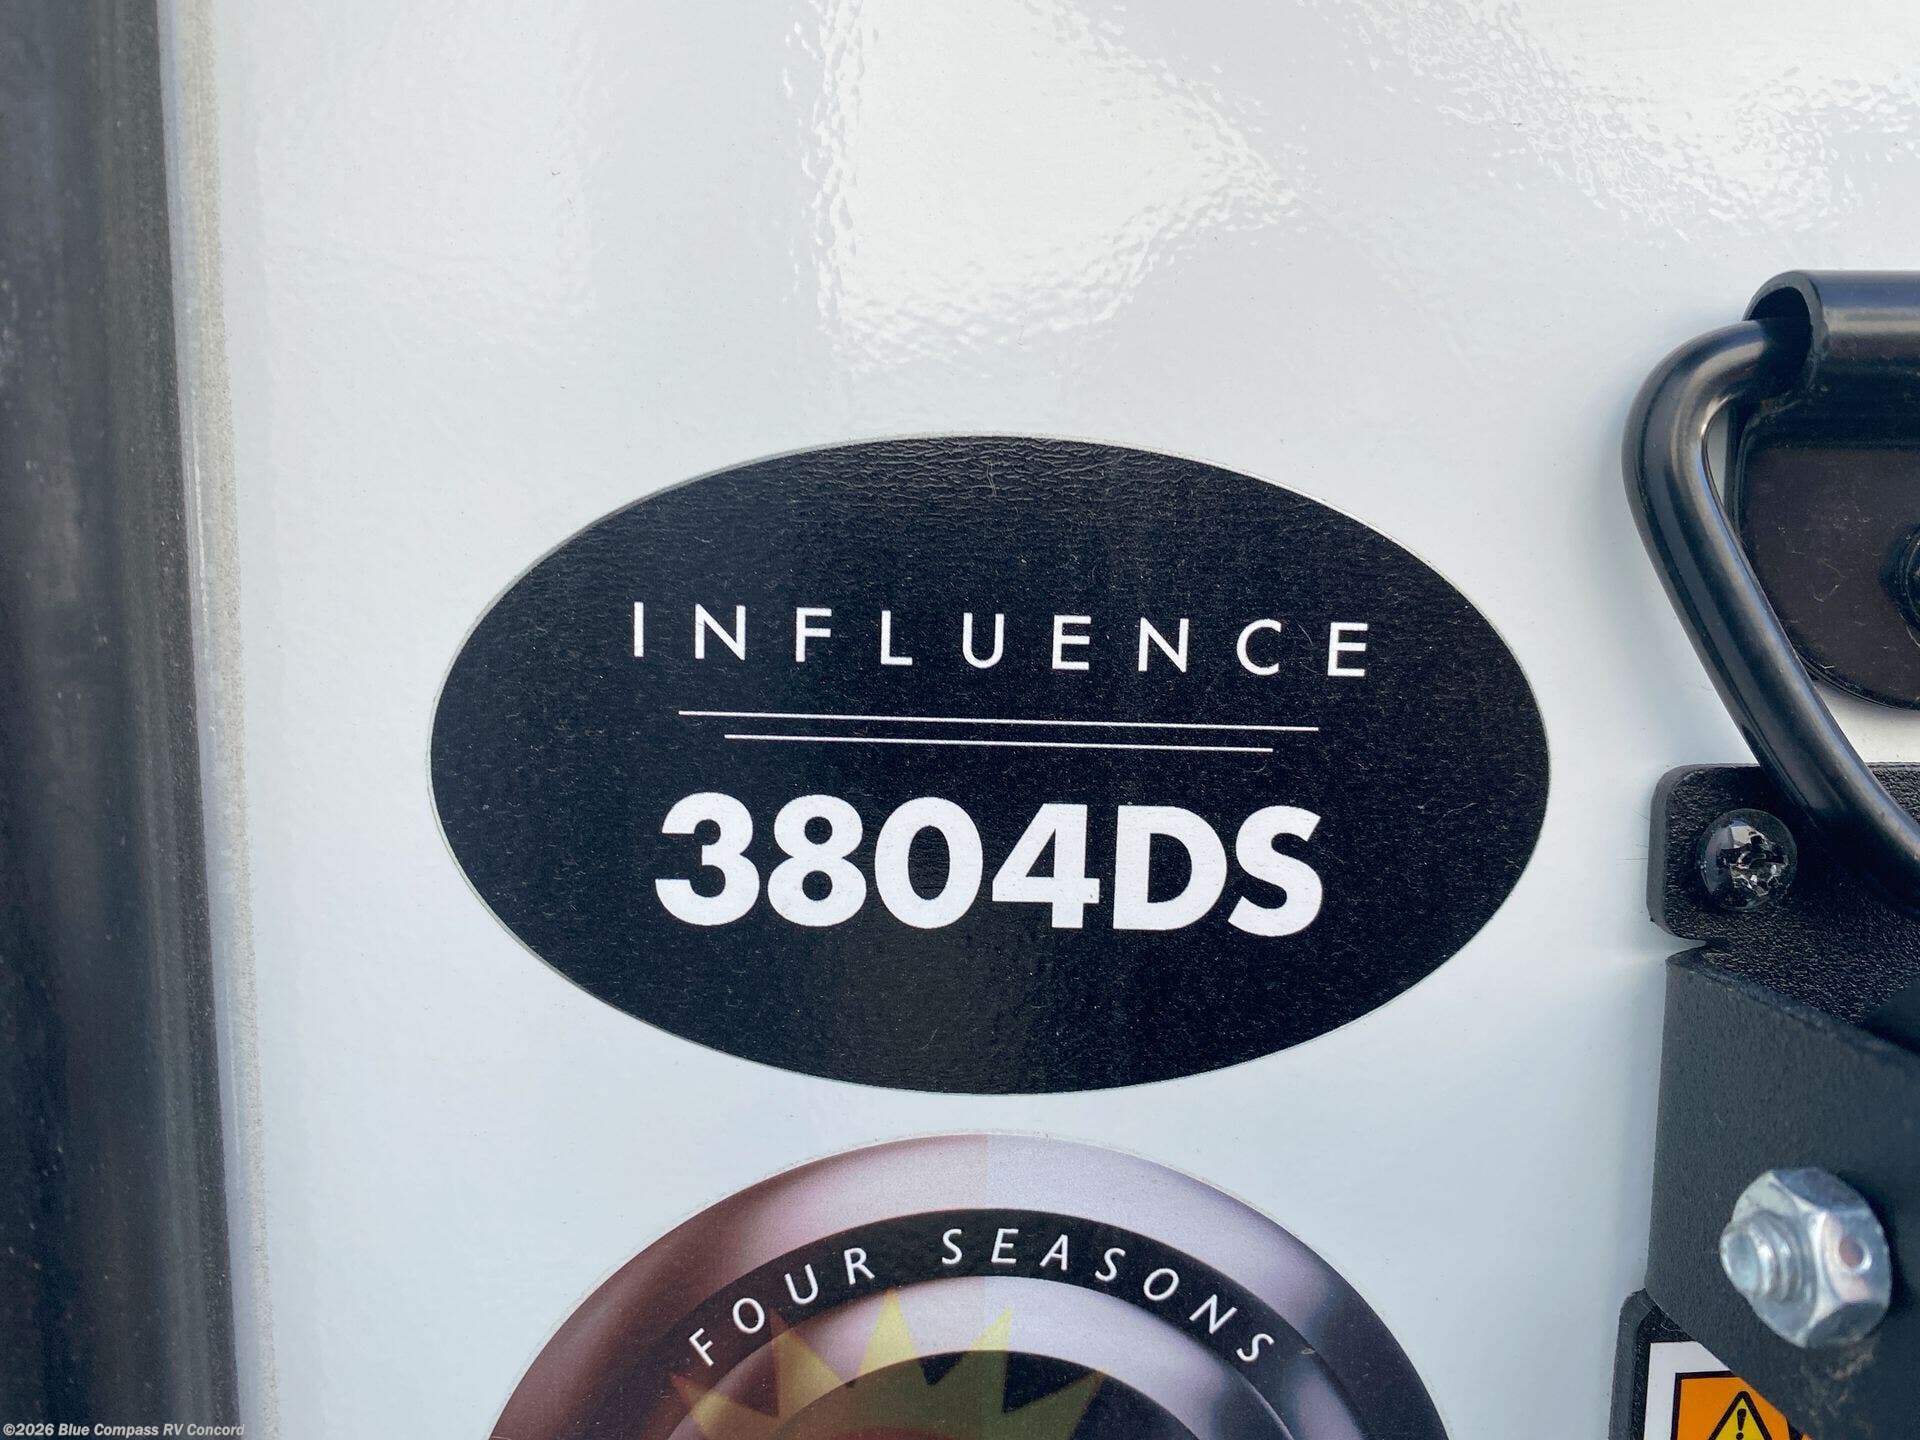 INFLUENCE
3804DS
FOUR SEASONS
©2026 Blue Compass RV Concord